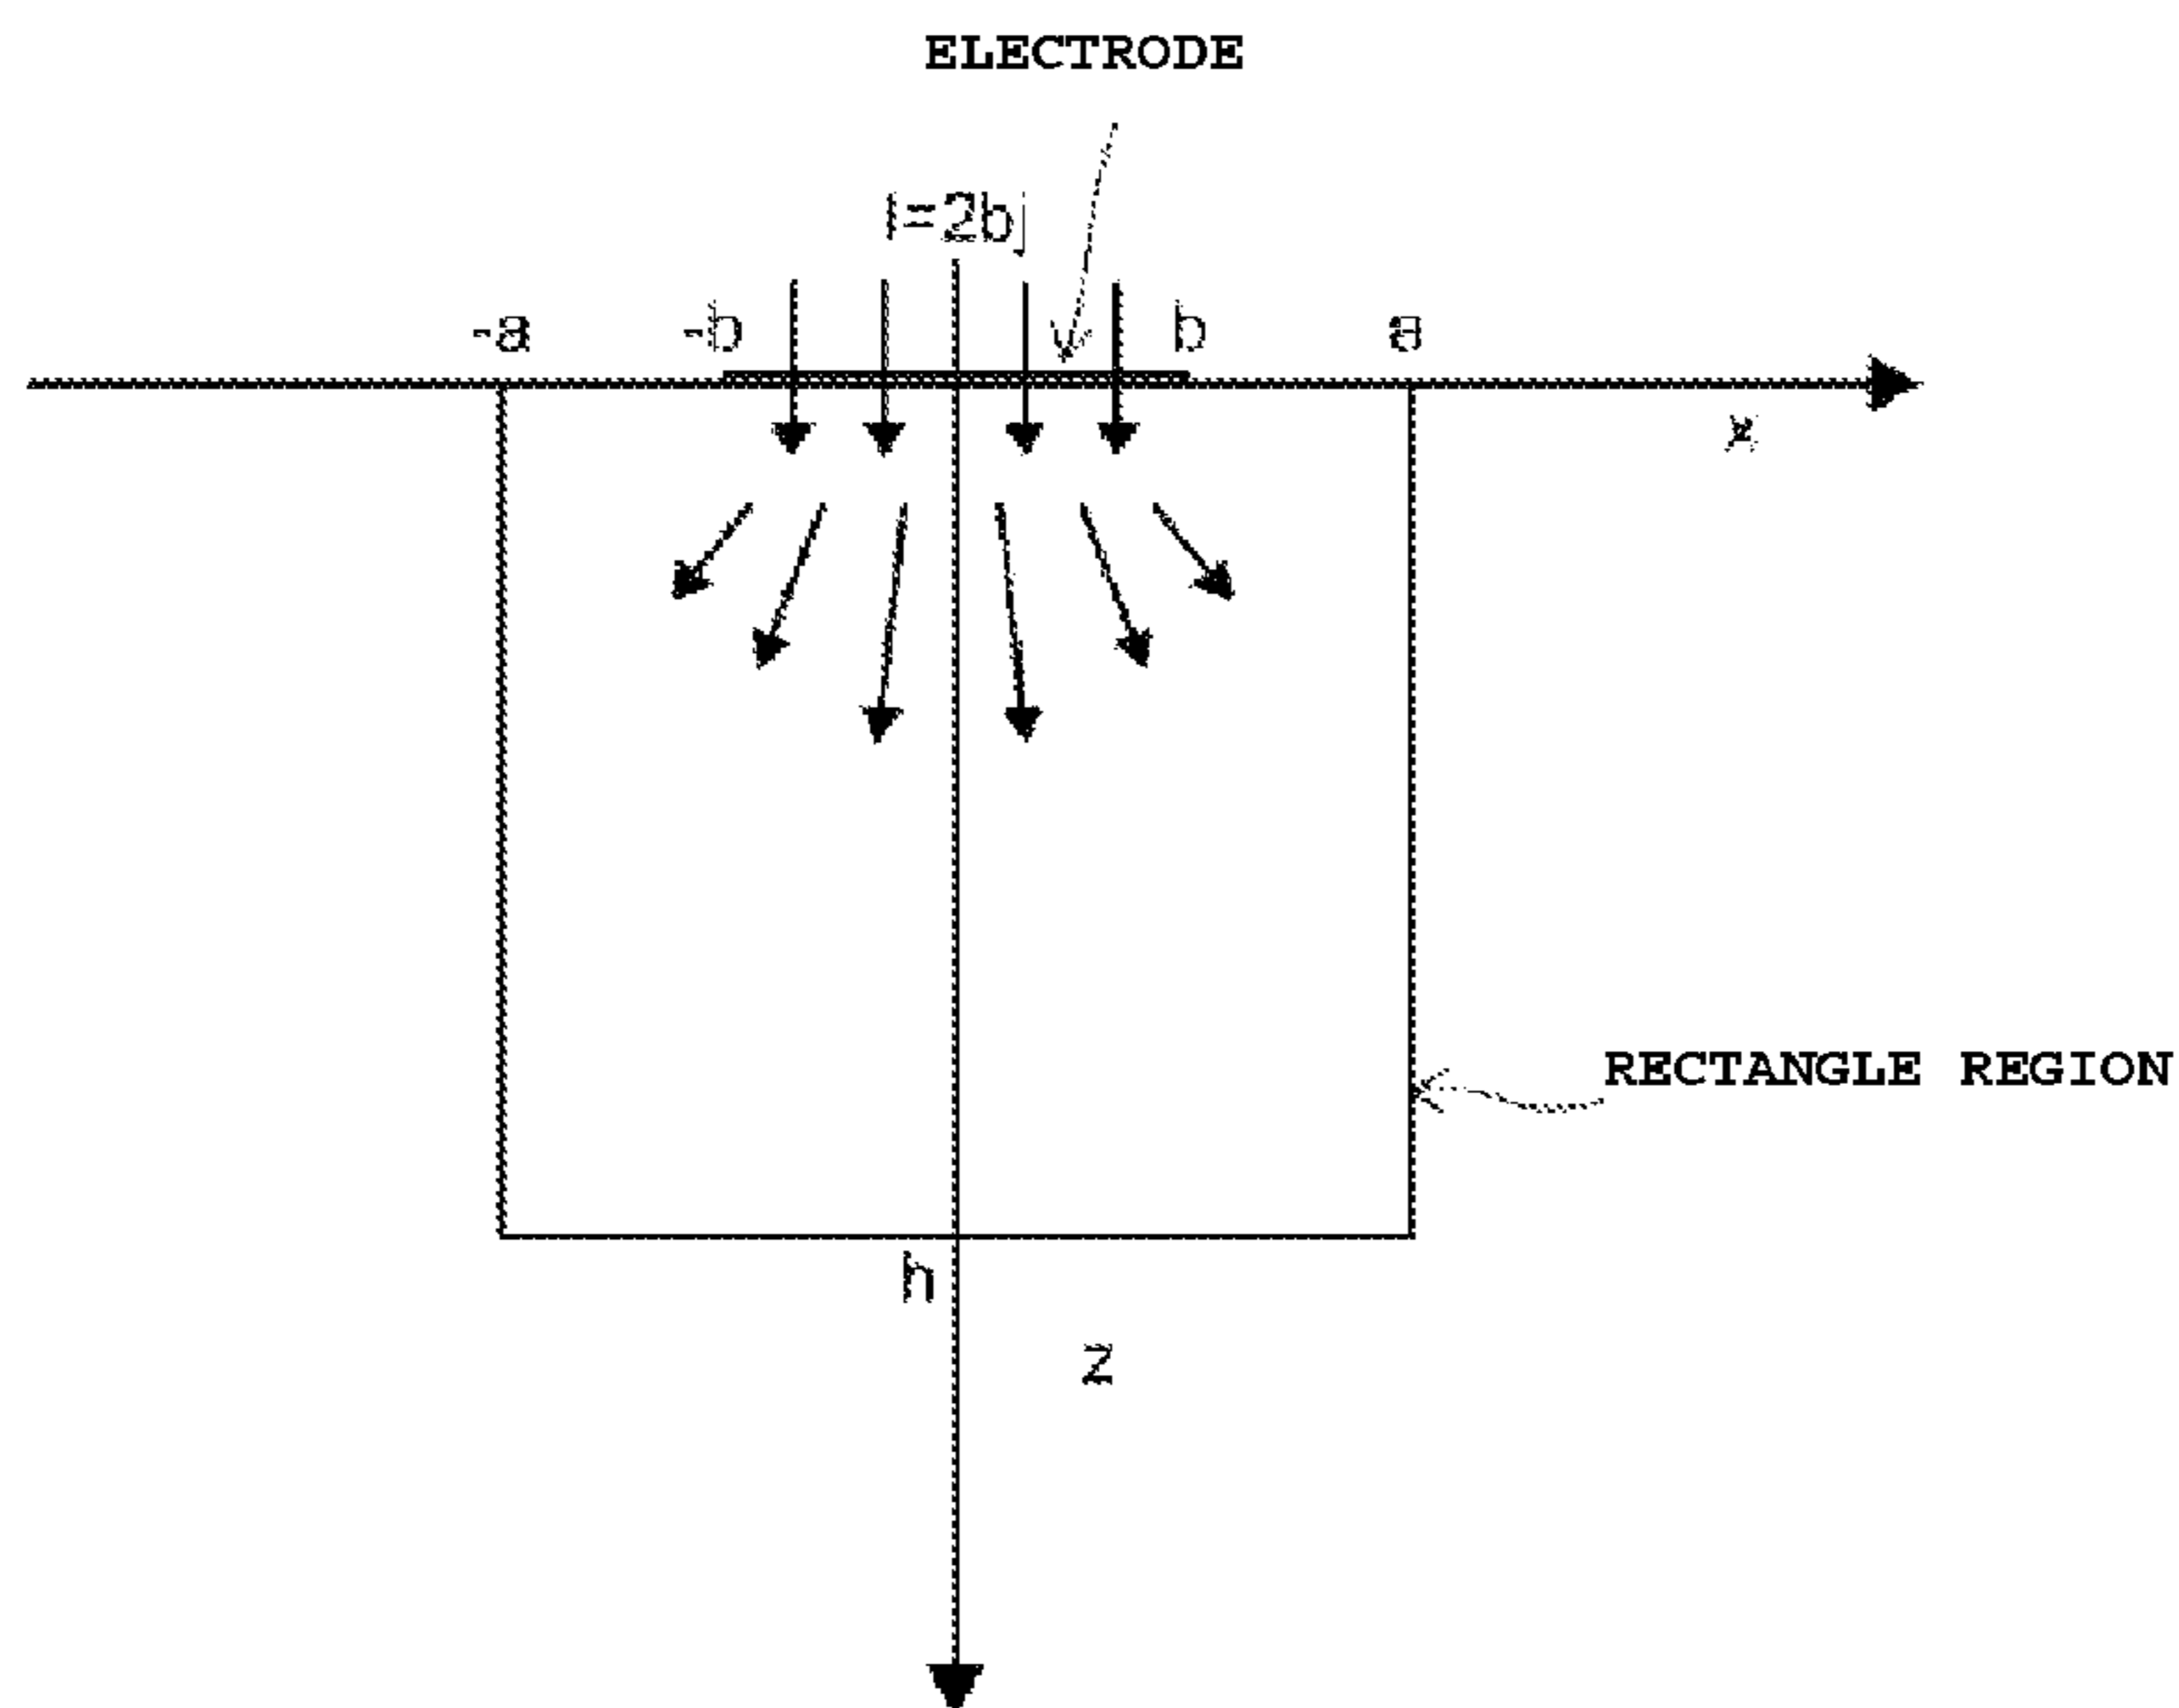 ELECTRODE
I=2bj
-a -b b a
x
RECTANGLE REGION
h
z